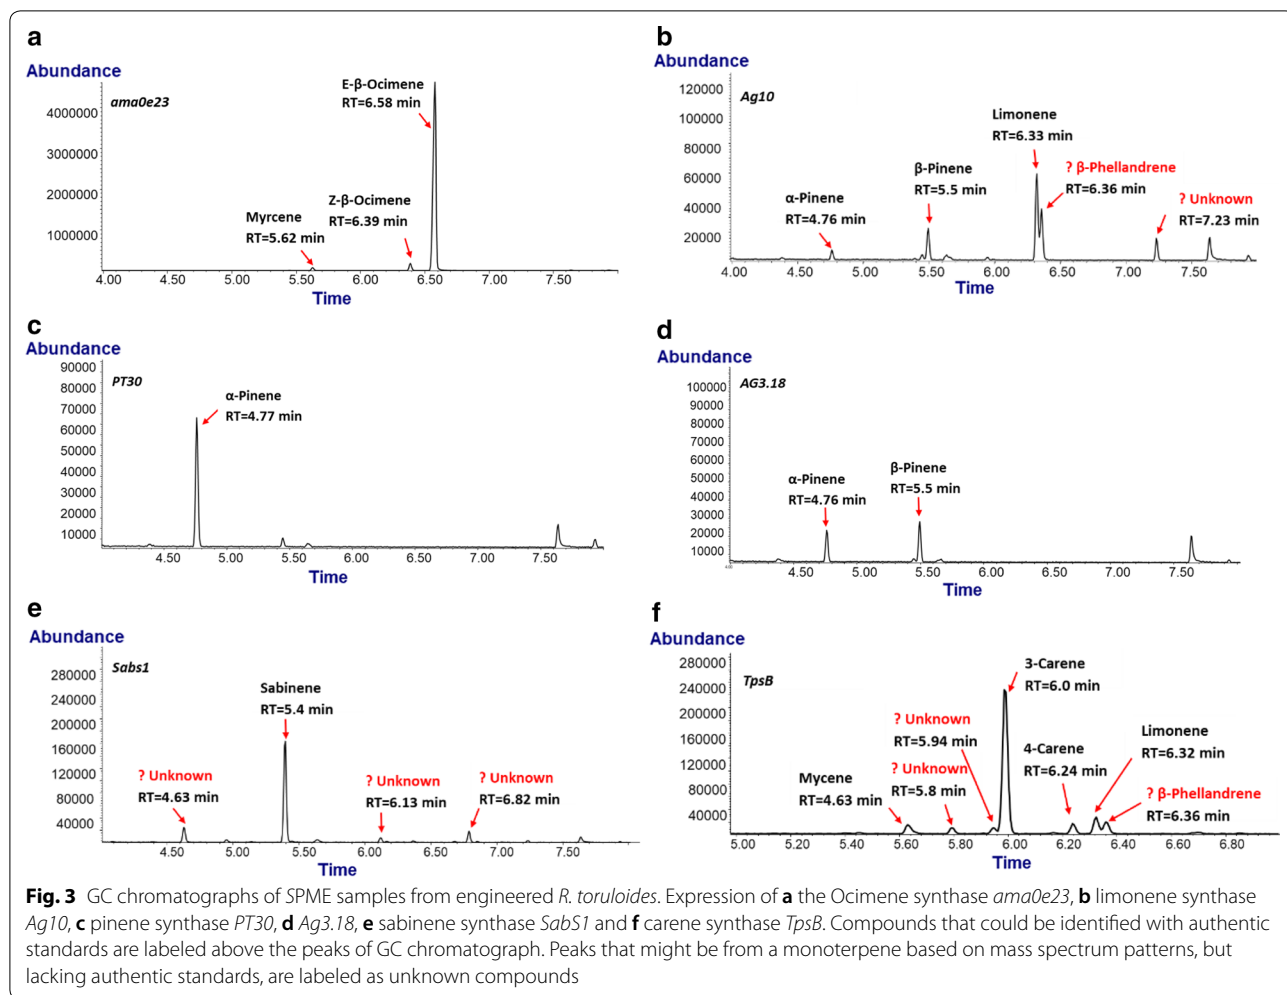 a
Abundance
ama0e23
4000000
3000000
2000000
1000000
E-β-Ocimene
RT=6.58 min
Z-β-Ocimene
RT=6.39 min
Myrcene
RT=5.62 min
4.00 4.50 5.00 5.50 6.00 6.50 7.00 7.50
Time
b
Abundance
Ag10
120000
100000
80000
60000
40000
20000
Limonene
RT=6.33 min
β-Pinene
RT=5.5 min
? β-Phellandrene
RT=6.36 min
α-Pinene
RT=4.76 min
? Unknown
RT=7.23 min
4.00 4.50 5.00 5.50 6.00 6.50 7.00 7.50
Time
c
Abundance
PT30
90000
80000
70000
60000
50000
40000
30000
20000
10000
α-Pinene
RT=4.77 min
4.50 5.00 5.50 6.00 6.50 7.00 7.50
Time
d
Abundance
AG3.18
100000
90000
80000
70000
60000
50000
40000
30000
20000
10000
α-Pinene
RT=4.76 min
β-Pinene
RT=5.5 min
4.00 4.50 5.00 5.50 6.00 6.50 7.00 7.50
Time
e
Abundance
Sabs1
280000
240000
200000
160000
120000
80000
40000
Sabinene
RT=5.4 min
? Unknown
RT=4.63 min
? Unknown
RT=6.13 min
? Unknown
RT=6.82 min
4.50 5.00 5.50 6.00 6.50 7.00 7.50
Time
f
Abundance
TpsB
280000
240000
200000
160000
120000
80000
40000
3-Carene
RT=6.0 min
? Unknown
RT=5.94 min
? Unknown
RT=5.8 min
Mycene
RT=4.63 min
4-Carene
RT=6.24 min
Limonene
RT=6.32 min
? β-Phellandrene
RT=6.36 min
5.00 5.20 5.40 5.60 5.80 6.00 6.20 6.40 6.60 6.80
Time
Fig. 3 GC chromatographs of SPME samples from engineered R. toruloides. Expression of a the Ocimene synthase ama0e23, b limonene synthase
Ag10, c pinene synthase PT30, d Ag3.18, e sabinene synthase SabS1 and f carene synthase TpsB. Compounds that could be identified with authentic
standards are labeled above the peaks of GC chromatograph. Peaks that might be from a monoterpene based on mass spectrum patterns, but
lacking authentic standards, are labeled as unknown compounds